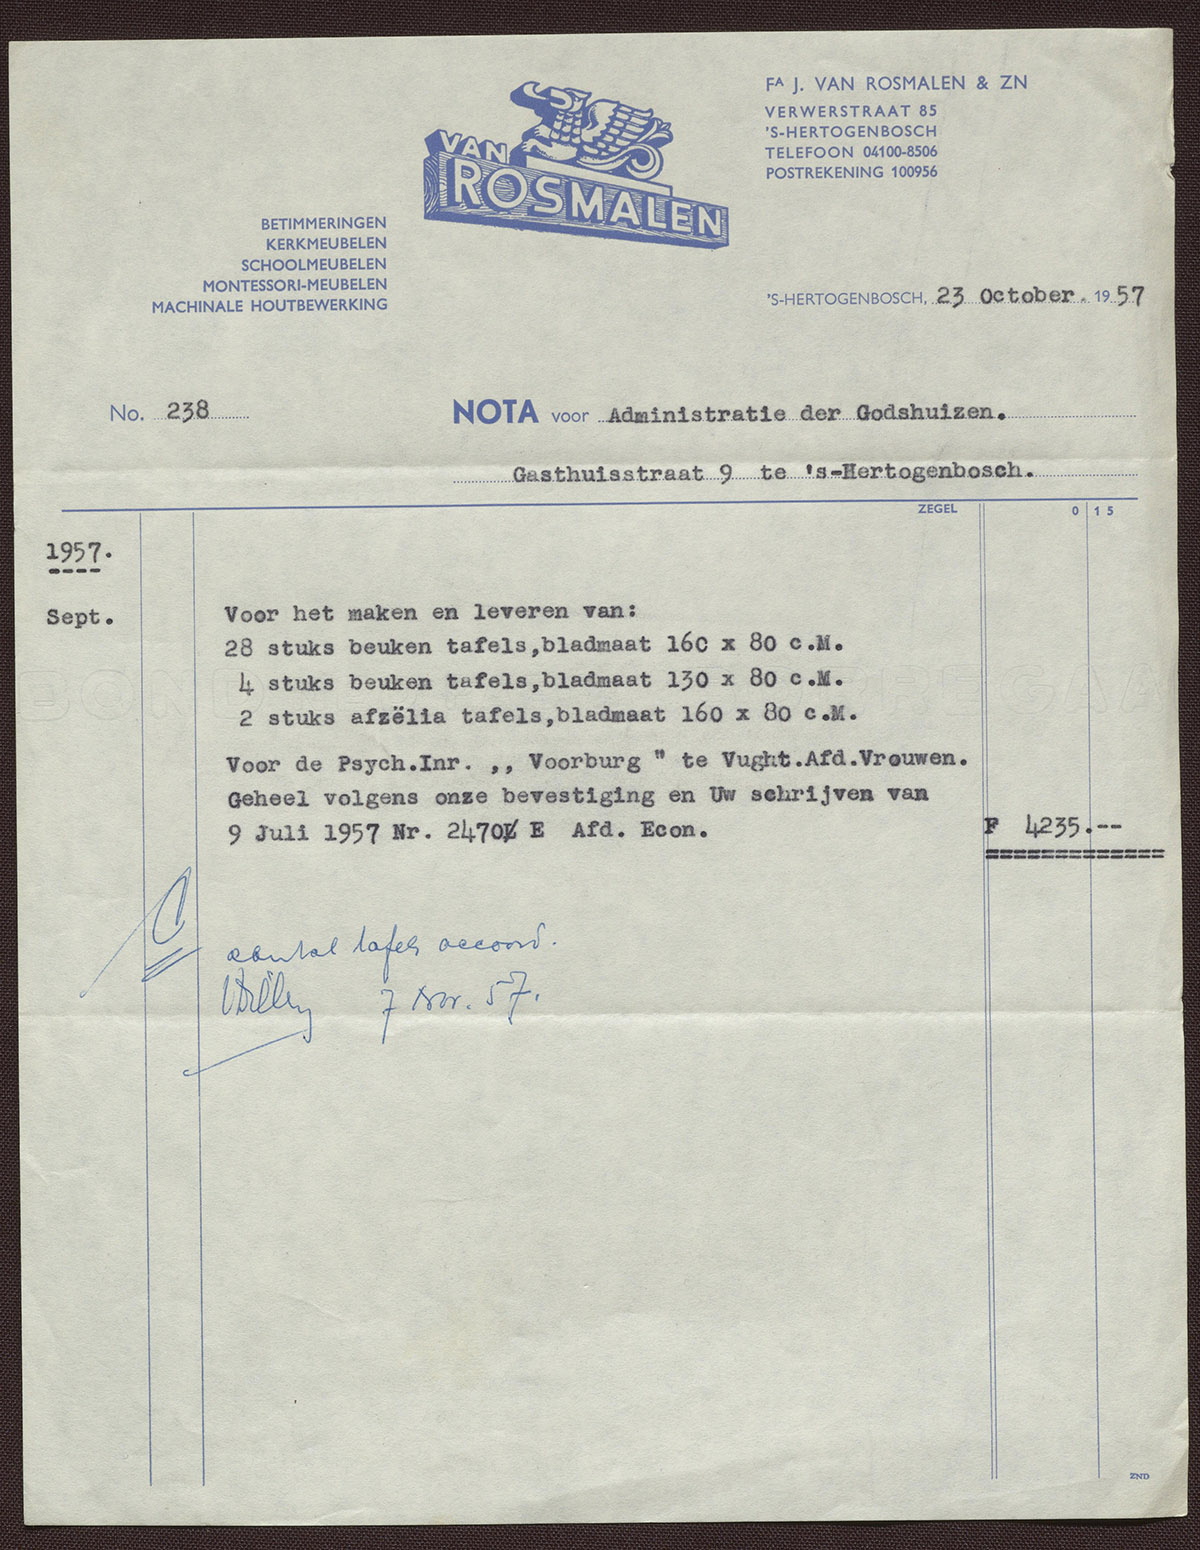 Fᴬ J. VAN ROSMALEN & ZN
VERWERSTRAAT 85
'S-HERTOGENBOSCH
TELEFOON 04100-8506
POSTREKENING 100956
VAN
ROSMALEN
BETIMMERINGEN
KERKMEUBELEN
SCHOOLMEUBELEN
MONTESSORI-MEUBELEN
MACHINALE HOUTBEWERKING
'S-HERTOGENBOSCH, 23 October. 1957
No. 238
NOTA voor Administratie der Godshuizen.
Gasthuisstraat 9 te 's-Hertogenbosch.
ZEGEL 0 15
1957.
Sept. Voor het maken en leveren van:
28 stuks beuken tafels,bladmaat 160 x 80 c.M.
4 stuks beuken tafels,bladmaat 130 x 80 c.M.
2 stuks afzëlia tafels,bladmaat 160 x 80 c.M.
Voor de Psych.Inr. ,, Voorburg " te Vught.Afd.Vrouwen.
Geheel volgens onze bevestiging en Uw schrijven van
9 Juli 1957 Nr. 2470 E Afd. Econ. F 4235.--
aantal tafels accoord.
7 Nov. 57.
ZND